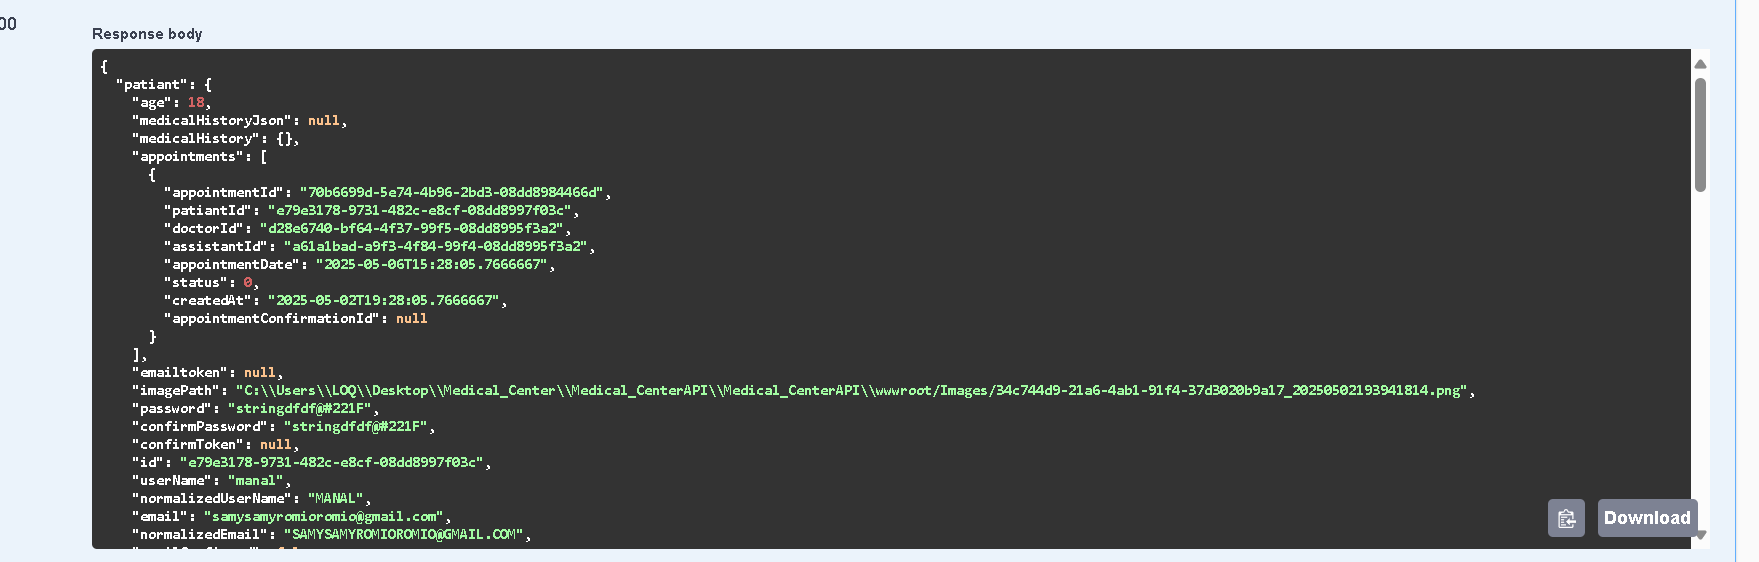 00
Response body
{
"patiant": {
"age": 18,
"medicalHistoryJson": null,
"medicalHistory": {},
"appointments": [
{
"appointmentId": "70b6699d-5e74-4b96-2bd3-08dd8984466d",
"patiantId": "e79e3178-9731-482c-e8cf-08dd8997f03c",
"doctorId": "d28e6740-bf64-4f37-99f5-08dd8995f3a2",
"assistantId": "a61a1bad-a9f3-4f84-99f4-08dd8995f3a2",
"appointmentDate": "2025-05-06T15:28:05.7666667",
"status": 0,
"createdAt": "2025-05-02T19:28:05.7666667",
"appointmentConfirmationId": null
}
],
"emailtoken": null,
"imagePath": "C:\\Users\\LOQ\\Desktop\\Medical_Center\\Medical_CenterAPI\\Medical_CenterAPI\\wwwroot/Images/34c744d9-21a6-4ab1-91f4-37d3020b9a17_20250502193941814.png",
"password": "stringdfdf@#221F",
"confirmPassword": "stringdfdf@#221F",
"confirmToken": null,
"id": "e79e3178-9731-482c-e8cf-08dd8997f03c",
"userName": "manal",
"normalizedUserName": "MANAL",
"email": "samysamyromioromio@gmail.com",
"normalizedEmail": "SAMYSAMYROMIOROMIO@GMAIL.COM",
Download